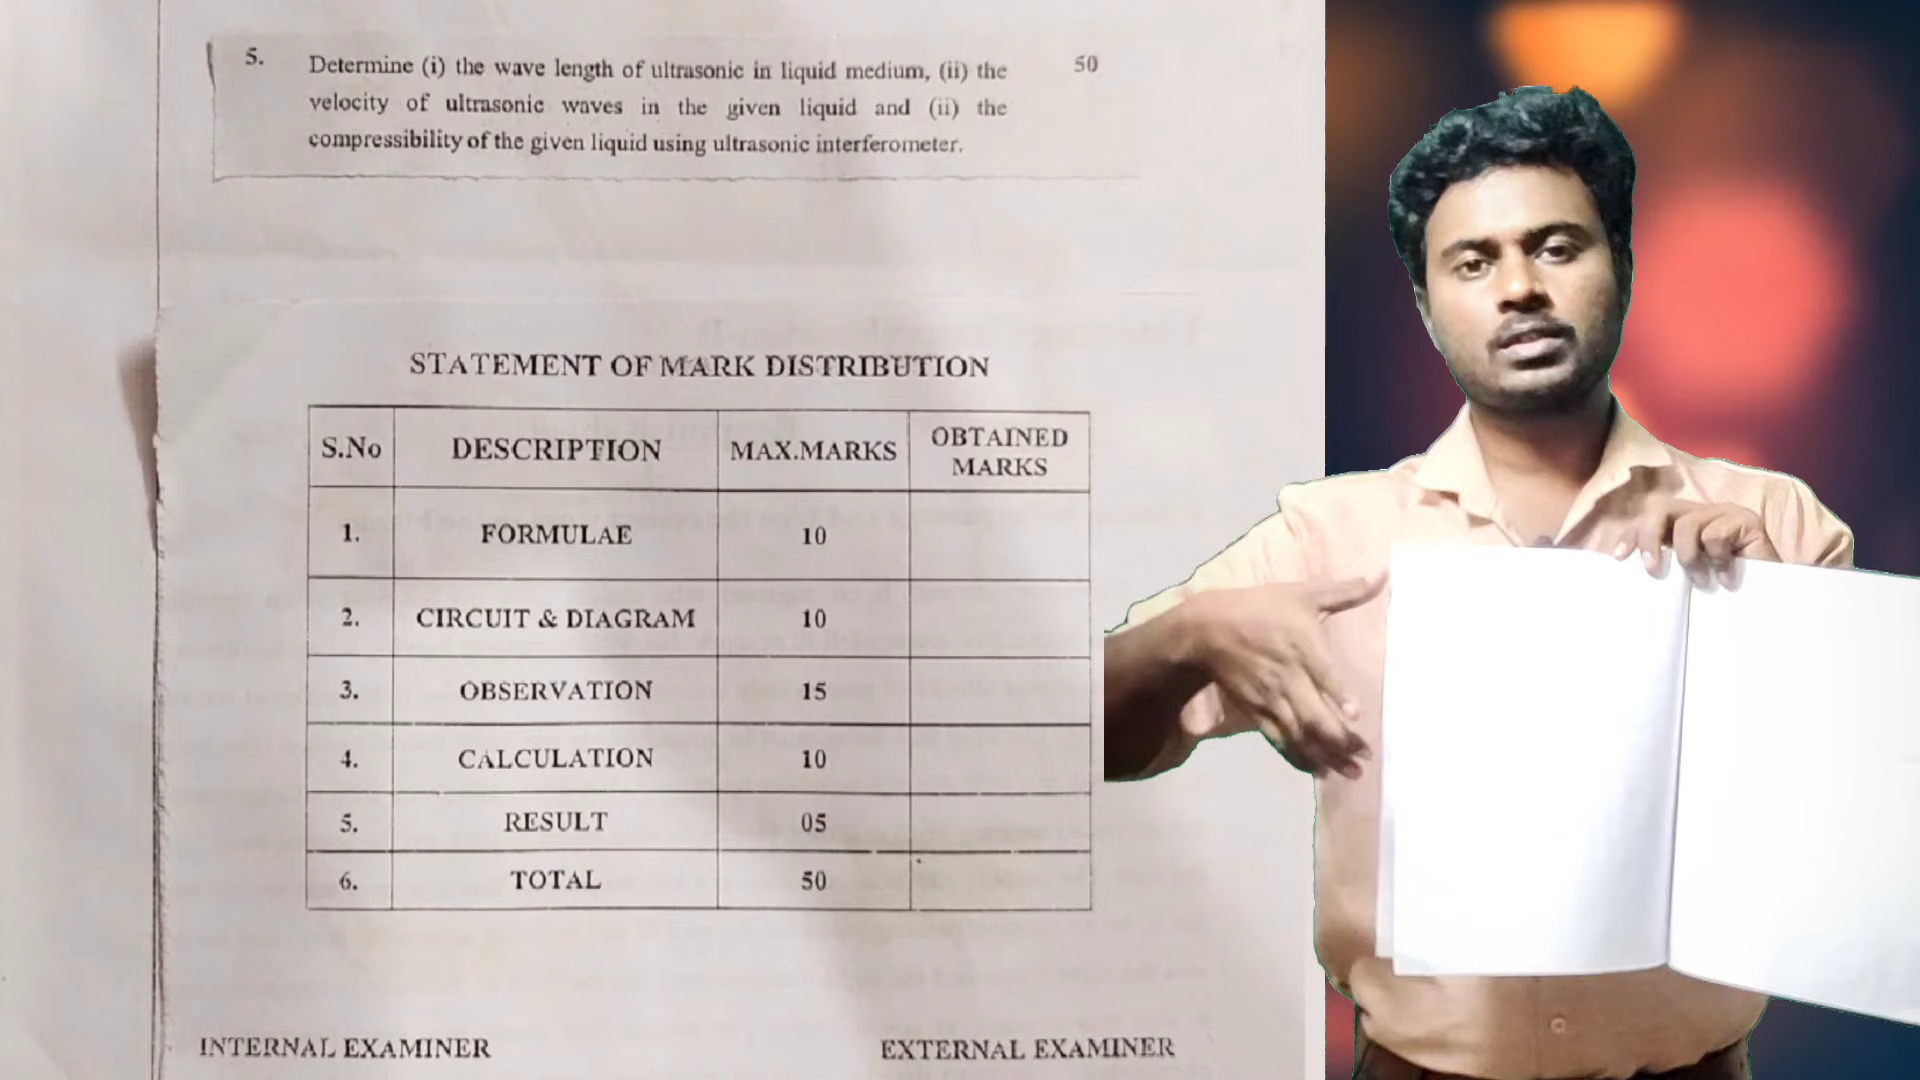 5. Determine (i) the wave length of ultrasonic in liquid medium, (ii) the 50
velocity of ultrasonic waves in the given liquid and (ii) the
compressibility of the given liquid using ultrasonic interferometer.
STATEMENT OF MARK DISTRIBUTION
S.No DESCRIPTION MAX.MARKS OBTAINED MARKS
1. FORMULAE 10
2. CIRCUIT & DIAGRAM 10
3. OBSERVATION 15
4. CALCULATION 10
5. RESULT 05
6. TOTAL 50
INTERNAL EXAMINER EXTERNAL EXAMINER